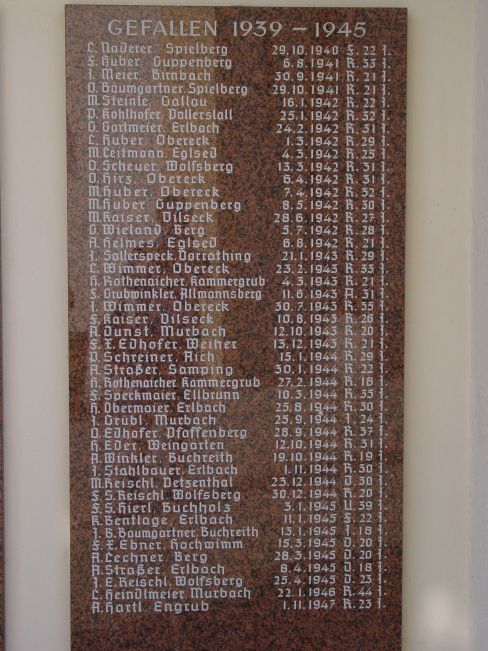 GEFALLEN 1939 – 1945
L. Naderer. Spielberg 29.10.1940 F. 22 J.
F. Huber. Guppenberg 6.8.1941 R. 33 J.
J. Meier. Birnbach 30.9.1941 R. 21 J.
O. Baumgartner. Spielberg 29.10.1941 R. 21 J.
M. Steinle. Dallau 16.1.1942 R. 22 J.
P. Kohlhofer. Pallerstall 25.1.1942 R. 32 J.
G. Gartmeier. Erlbach 24.2.1942 R. 31 J.
L. Huber. Obereck 1.3.1942 R. 29 J.
M. Leitmann. Eglsed 4.3.1942 R. 25 J.
O. Scheuer. Wolfsberg 13.3.1942 R. 31 J.
O. Hirz. Obereck 6.4.1942 R. 31 J.
M. Huber. Obereck 7.4.1942 R. 32 J.
M. Huber. Guppenberg 8.5.1942 R. 30 J.
M. Kaiser. Vilseck 28.6.1942 R. 27 J.
G. Wieland. Berg 5.7.1942 R. 28 J.
A. Helmes. Eglsed 6.8.1942 R. 21 J.
J. Sallerspeck. Dorrathing 21.1.1943 R. 29 J.
L. Wimmer. Obereck 23.2.1943 R. 33 J.
H. Rothenaicher. Kammergrub 4.3.1943 R. 21 J.
F. Grubwinkler. Allmannsberg 11.6.1943 A. 31 J.
J. Wimmer. Obereck 30.7.1943 R. 35 J.
F. Kaiser. Vilseck 10.8.1943 R. 26 J.
A. Dunst. Murbach 12.10.1943 R. 20 J.
F. X. Edhofer. Weiher 13.12.1943 R. 21 J.
P. Schreiner. Aich 15.1.1944 R. 29 J.
A. Straßer. Samping 30.1.1944 R. 22 J.
H. Rothenaicher. Kammergrub 27.2.1944 R. 18 J.
F. Speckmaier. Ellbrunn 10.3.1944 R. 35 J.
H. Obermaier. Erlbach 25.8.1944 R. 30 J.
J. Grübl. Murbach 25.9.1944 J. 24 J.
O. Edhofer. Pfaffenberg 28.9.1944 R. 37 J.
H. Eder. Weingarten 12.10.1944 R. 31 J.
A. Winkler. Buchreith 19.10.1944 R. 19 J.
J. Stahlbauer. Erlbach 1.11.1944 R. 30 J.
M. Reischl. Petzenthal 23.12.1944 D. 30 J.
F. S. Reischl. Wolfsberg 30.12.1944 R. 20 J.
F. S. Hierl. Buchholz 3.1.1945 U. 39 J.
K. Bentlage. Erlbach 11.1.1945 F. 22 J.
J. B. Baumgartner. Buchreith 13.1.1945 J. 18 J.
F. X. Ebner. Hochwimm 15.3.1945 D. 20 J.
A. Lechner. Berg 28.3.1945 D. 20 J.
A. Straßer. Erlbach 8.4.1945 D. 18 J.
J. E. Reischl. Wolfsberg 25.4.1945 D. 23 J.
L. Heindlmeier. Murbach 22.1.1946 R. 44 J.
A. Hartl. Engrub 1.11.1947 R. 23 J.